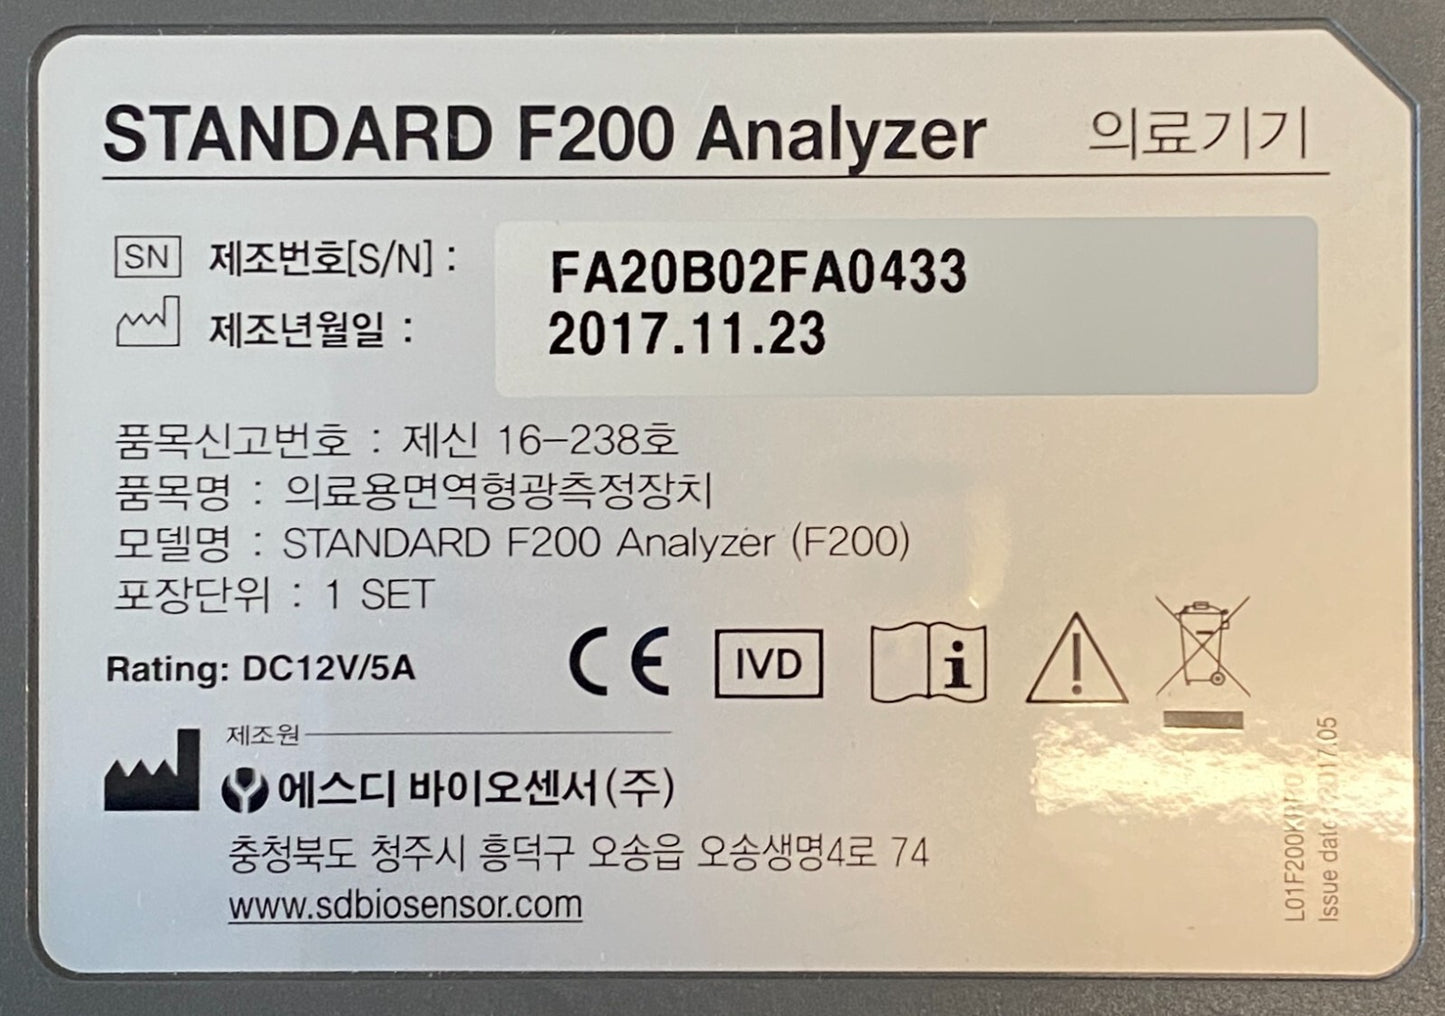 STANDARD F200 Analyzer 의료기기
SN 제조번호[S/N] : FA20B02FA0433
제조년월일 : 2017.11.23
품목신고번호 : 제신 16-238호
품목명 : 의료용면역형광측정장치
모델명 : STANDARD F200 Analyzer (F200)
포장단위 : 1 SET
Rating: DC12V/5A CE IVD i
제조원
에스디 바이오센서(주)
충청북도 청주시 흥덕구 오송읍 오송생명4로 74
www.sdbiosensor.com
Issue date : 2017.05